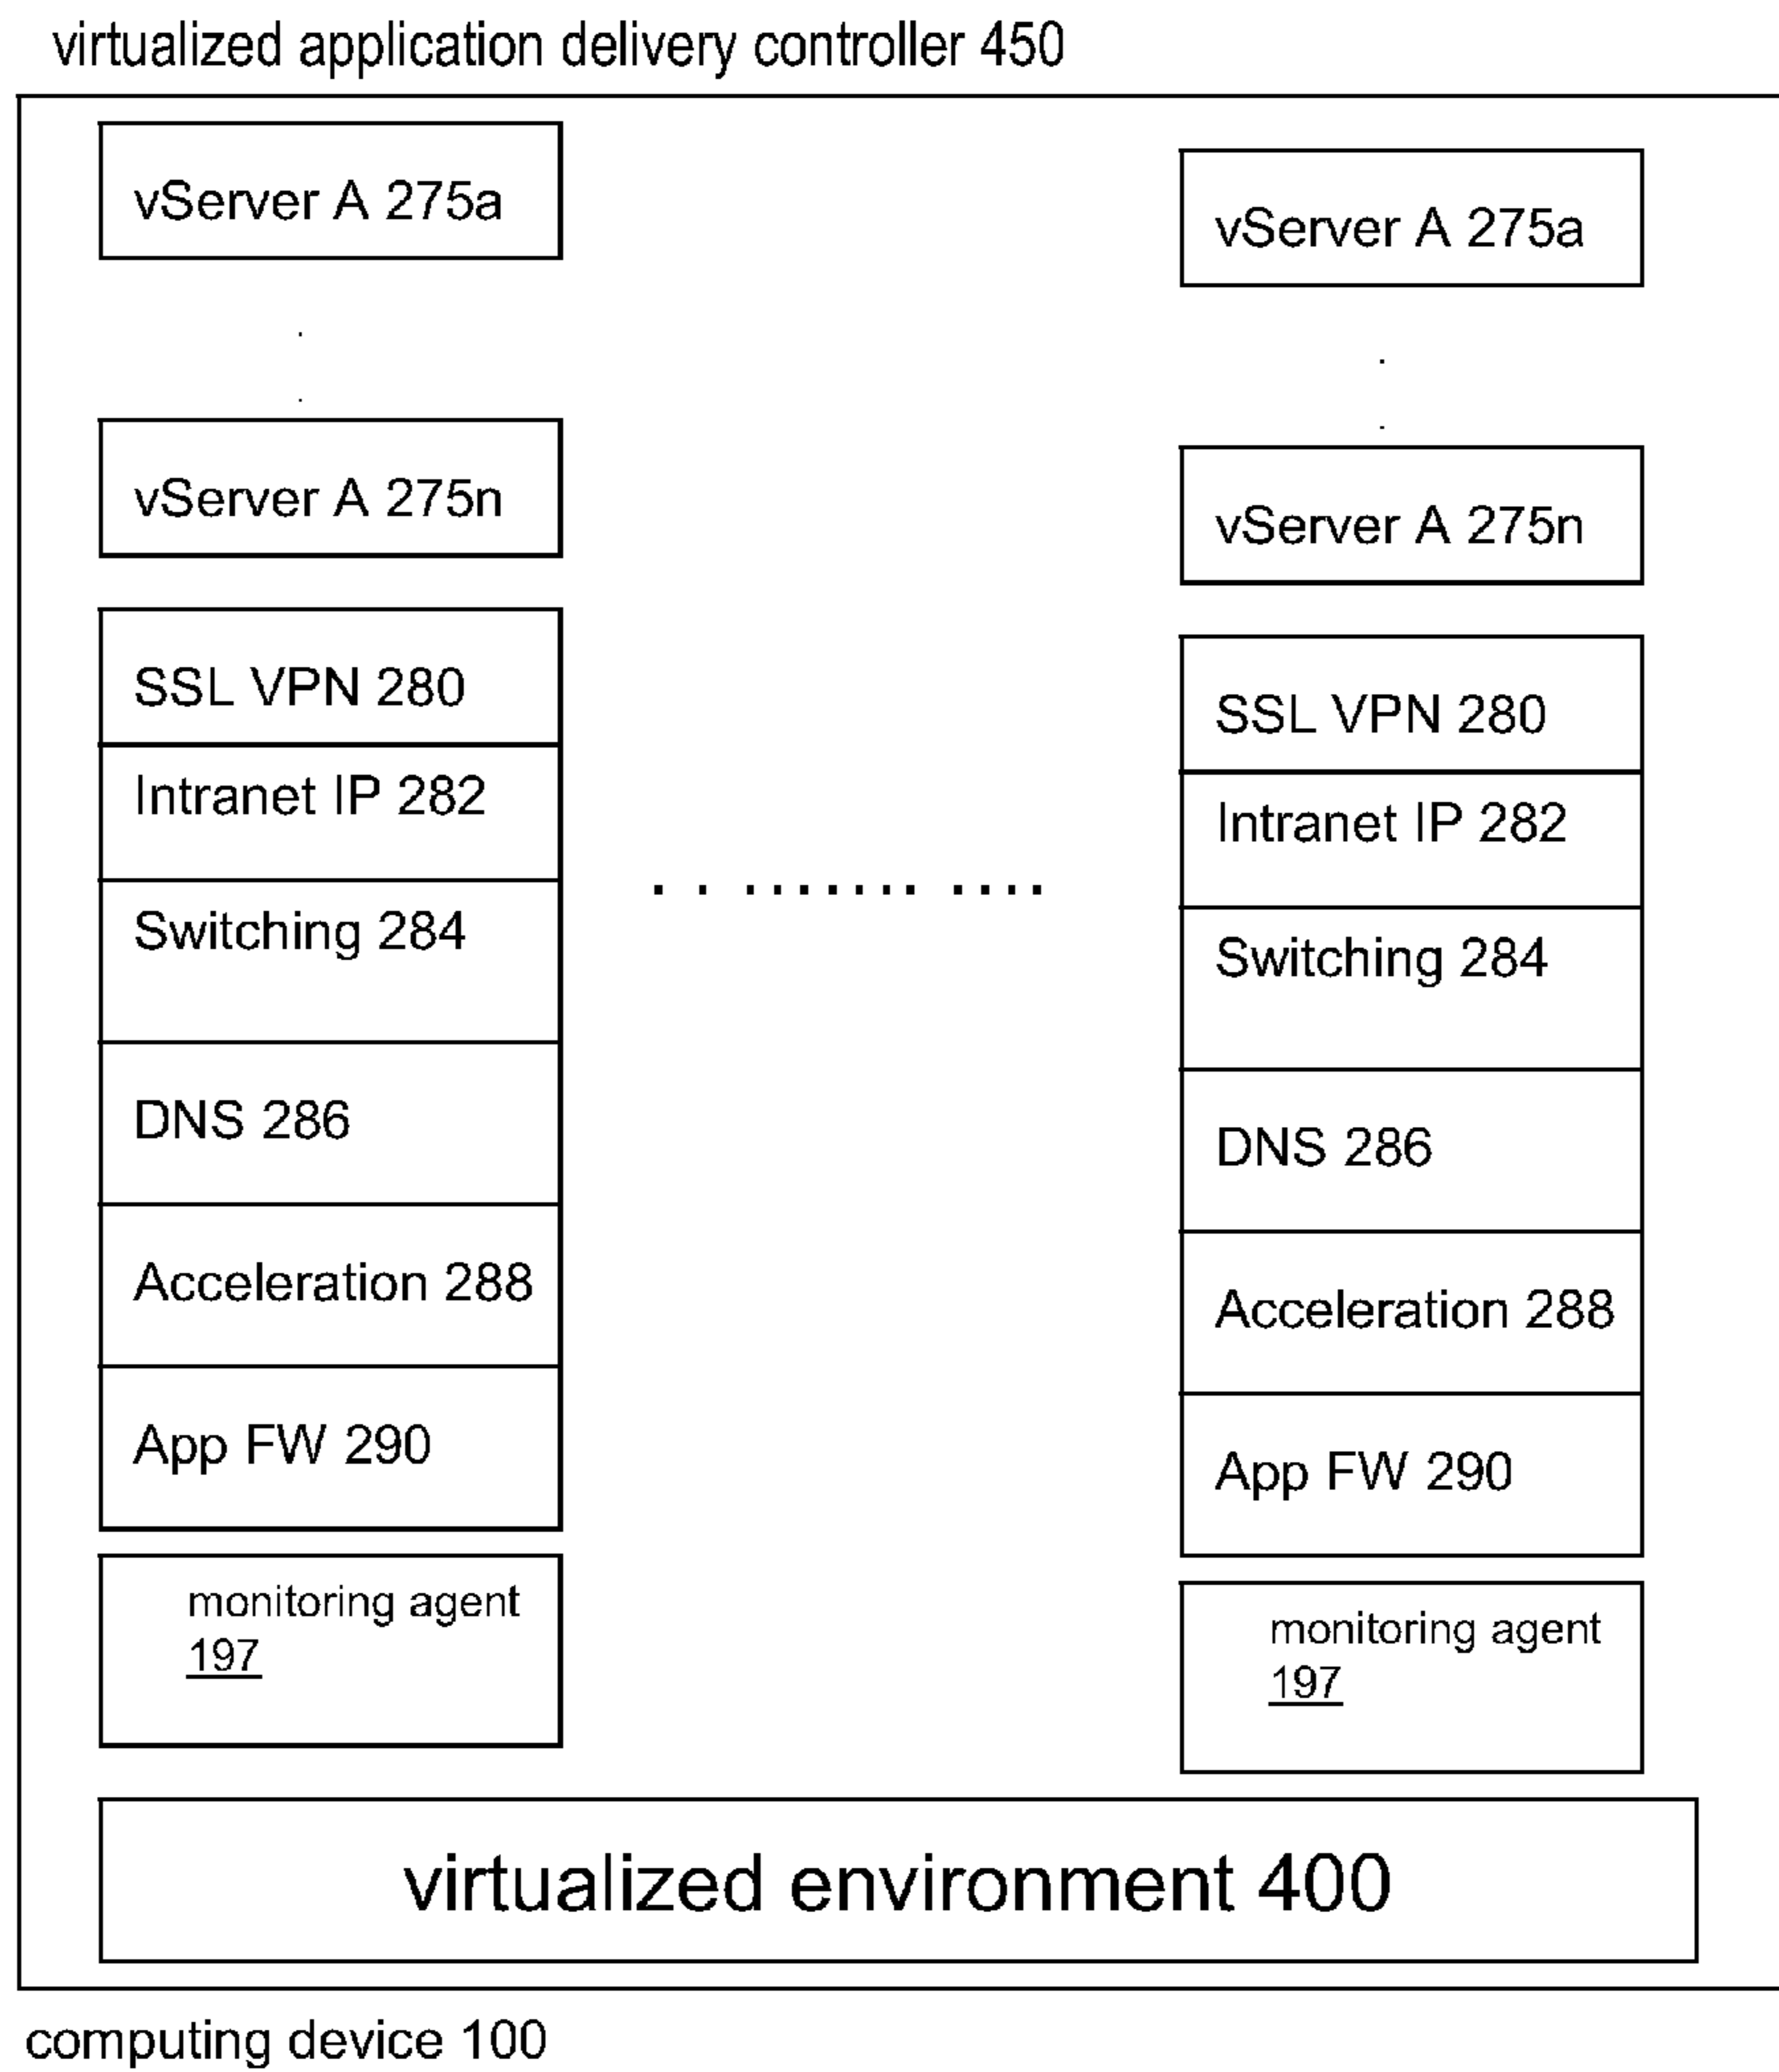 virtualized application delivery controller 450
vServer A 275a
vServer A 275n
SSL VPN 280
Intranet IP 282
Switching 284
DNS 286
Acceleration 288
App FW 290
monitoring agent
197
vServer A 275a
vServer A 275n
SSL VPN 280
Intranet IP 282
Switching 284
DNS 286
Acceleration 288
App FW 290
monitoring agent
197
virtualized environment 400
computing device 100